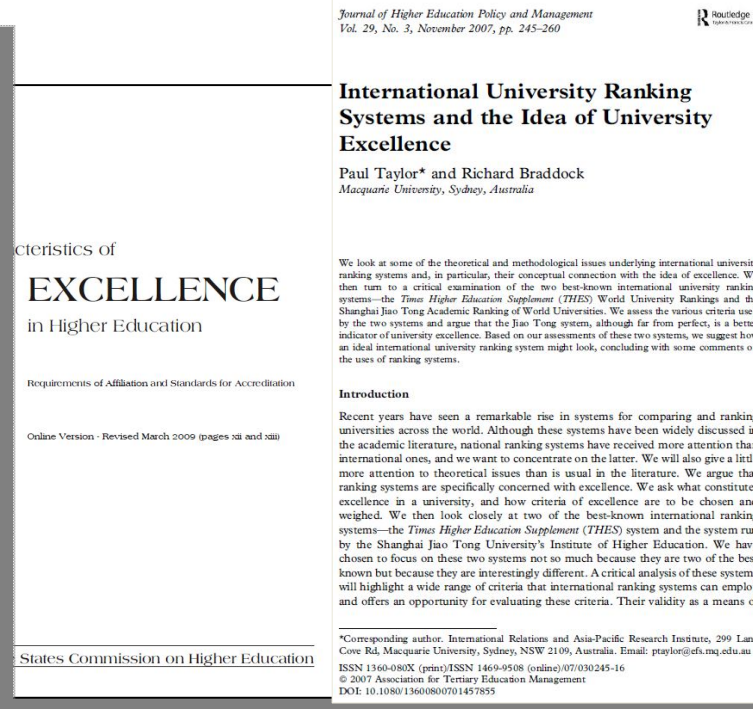 cteristics of
EXCELLENCE
in Higher Education
Requirements of Affiliation and Standards for Accreditation
Online Version - Revised March 2009 (pages xii and xiii)
States Commission on Higher Education
Journal of Higher Education Policy and Management
Vol. 29, No. 3, November 2007, pp. 245–260
Routledge
International University Ranking
Systems and the Idea of University
Excellence
Paul Taylor* and Richard Braddock
Macquarie University, Sydney, Australia
We look at some of the theoretical and methodological issues underlying international universit
ranking systems and, in particular, their conceptual connection with the idea of excellence. W
then turn to a critical examination of the two best-known international university rankin
systems—the Times Higher Education Supplement (THES) World University Rankings and th
Shanghai Jiao Tong Academic Ranking of World Universities. We assess the various criteria use
by the two systems and argue that the Jiao Tong system, although far from perfect, is a bette
indicator of university excellence. Based on our assessments of these two systems, we suggest how
an ideal international university ranking system might look, concluding with some comments o
the uses of ranking systems.
Introduction
Recent years have seen a remarkable rise in systems for comparing and ranking
universities across the world. Although these systems have been widely discussed i
the academic literature, national ranking systems have received more attention tha
international ones, and we want to concentrate on the latter. We will also give a littl
more attention to theoretical issues than is usual in the literature. We argue tha
ranking systems are specifically concerned with excellence. We ask what constitute
excellence in a university, and how criteria of excellence are to be chosen and
weighed. We then look closely at two of the best-known international ranking
systems—the Times Higher Education Supplement (THES) system and the system ru
by the Shanghai Jiao Tong University's Institute of Higher Education. We hav
chosen to focus on these two systems not so much because they are two of the bes
known but because they are interestingly different. A critical analysis of these system
will highlight a wide range of criteria that international ranking systems can emplo
and offers an opportunity for evaluating these criteria. Their validity as a means o
*Corresponding author. International Relations and Asia-Pacific Research Institute, 299 Lan
Cove Rd, Macquarie University, Sydney, NSW 2109, Australia. Email: ptaylor@efs.mq.edu.au
ISSN 1360-080X (print)/ISSN 1469-9508 (online)/07/030245-16
© 2007 Association for Tertiary Education Management
DOI: 10.1080/13600800701457855